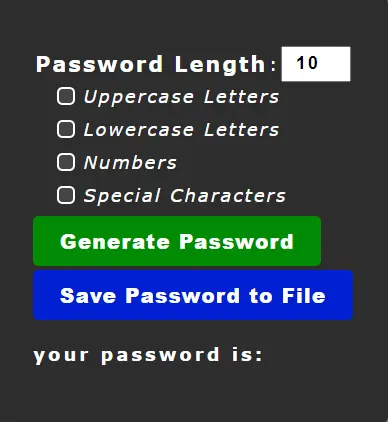 Password Length: 10
Uppercase Letters
Lowercase Letters
Numbers
Special Characters
Generate Password
Save Password to File
your password is: